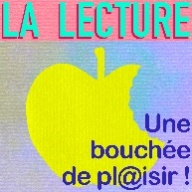 LA LECTURE
Une
bouchée
de pl@isir !